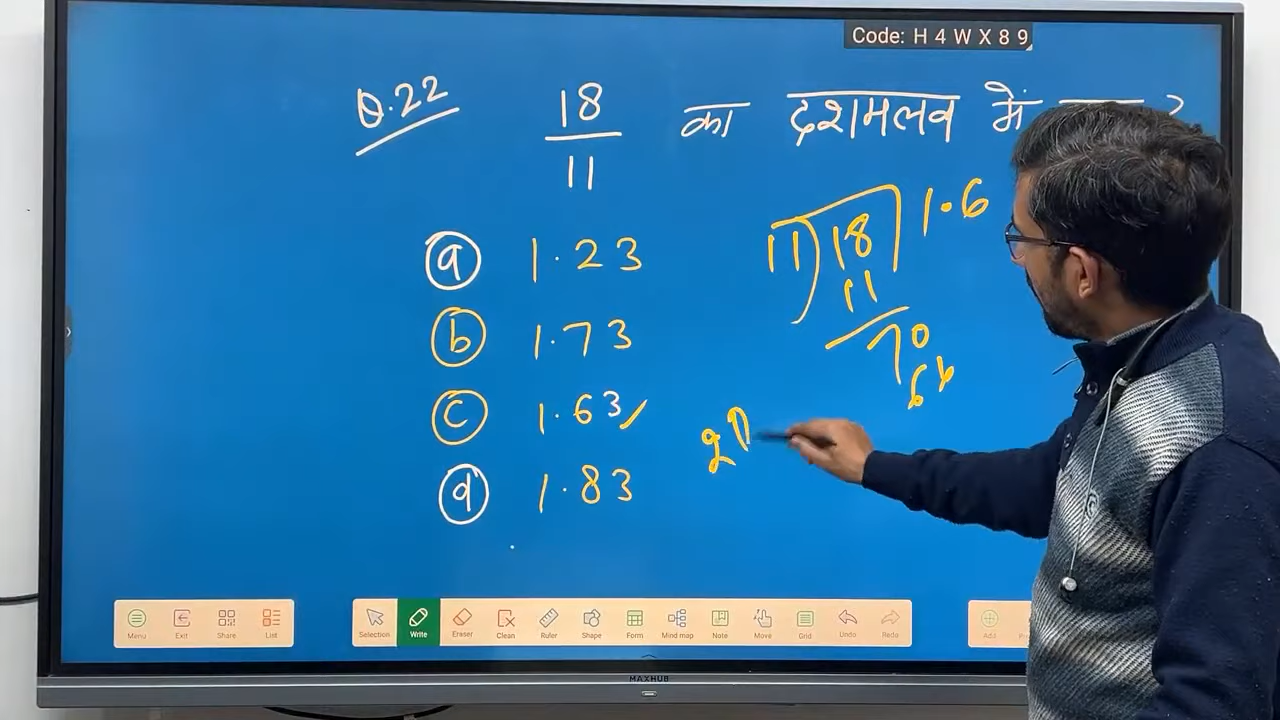 Code: H 4 W X 8 9
Q.22 18/11 का दशमलव में ?
a 1.23
b 1.73
c 1.63
d 1.83
11 18 1.6
11
70
66
Menu Exit Share List Selection Write Eraser Clean Ruler Shape Form Mind map Note Move Grid Undo Redo Add
MAXHUB